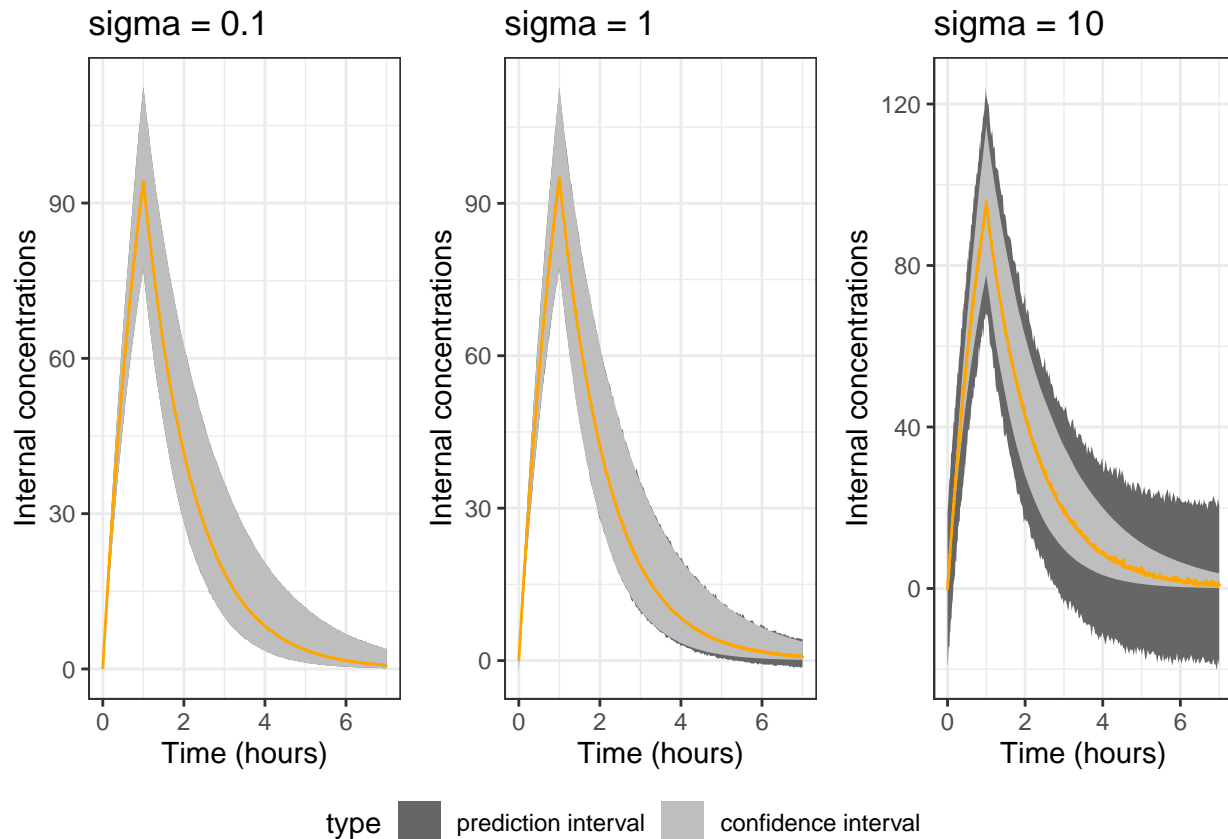 sigma = 0.1
Internal concentrations
90
60
30
0
0 2 4 6
Time (hours)
sigma = 1
Internal concentrations
90
60
30
0
0 2 4 6
Time (hours)
sigma = 10
Internal concentrations
120
80
40
0
0 2 4 6
Time (hours)
type prediction interval confidence interval